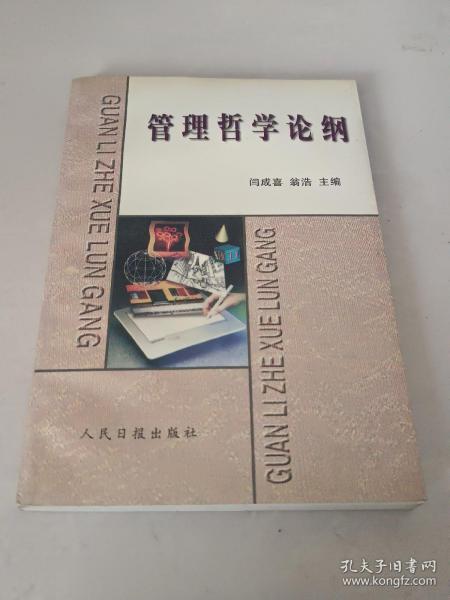 管理哲学论纲
闫成喜 翁浩 主编
GUAN LI ZHE XUE LUN GANG
GUAN LI ZHE XUE LUN GANG
人民日报出版社
孔夫子旧书网
www.kongfz.com